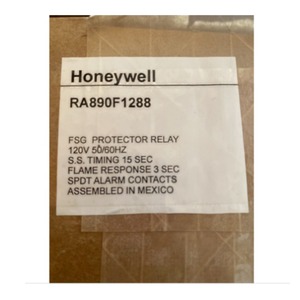 Honeywell
RA890F1288
FSG PROTECTOR RELAY
120V 50/60HZ
S.S. TIMING 15 SEC
FLAME RESPONSE 3 SEC
SPDT ALARM CONTACTS
ASSEMBLED IN MEXICO